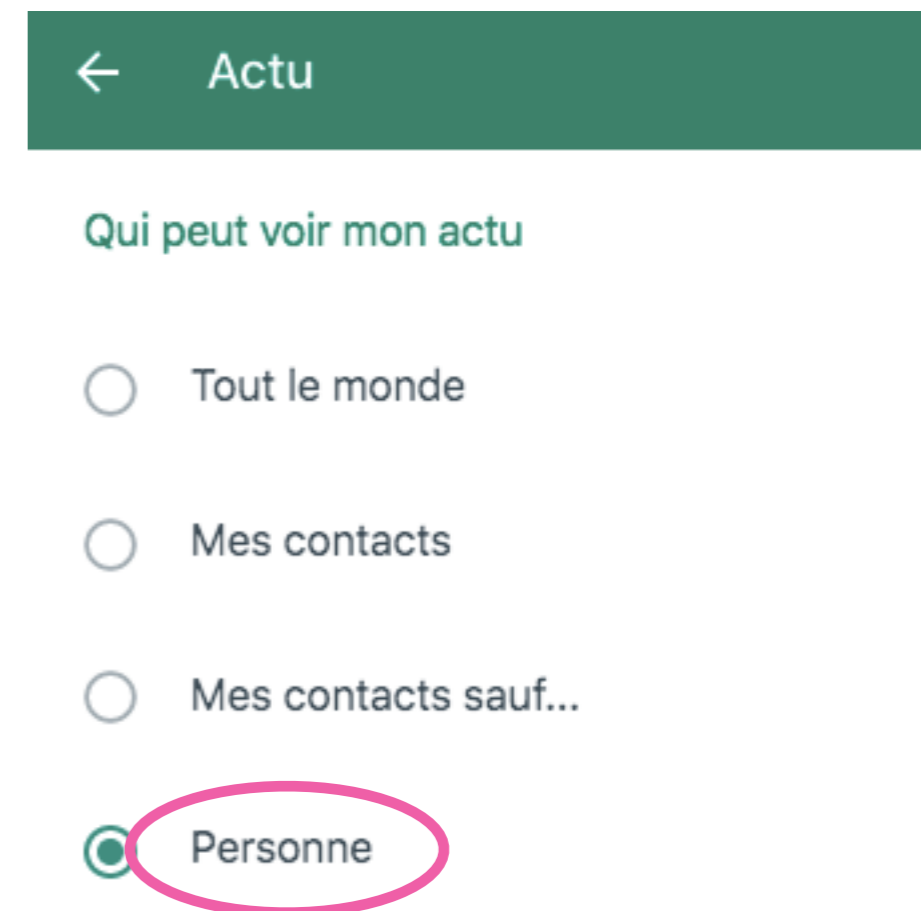 Actu
Qui peut voir mon actu
Tout le monde
Mes contacts
Mes contacts sauf...
Personne